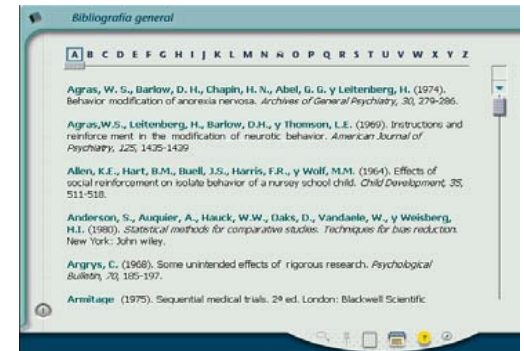 Bibliografía general
A B C D E F G H I J K L M N Ñ O P Q R S T U V W X Y Z
Agras, W. S., Barlow, D. H., Chapin, H. N., Abel, G. G. y Leitenberg, H. (1974).
Behavior modification of anorexia nervosa. Archives of General Psychiatry, 30, 279-286.
Agras,W.S., Leitenberg, H., Barlow, D.H., y Thomson, L.E. (1969). Instructions and
reinforce ment in the modification of neurotic behavior. American Journal of
Psychiatry, 125, 1435-1439
Allen, K.E., Hart, B.M., Buell, J.S., Harris, F.R., y Wolf, M.M. (1964). Effects of
social reinforcement on isolate behavior of a nursey school child. Child Development, 35,
511-518.
Anderson, S., Auquier, A., Hauck, W.W., Oaks, D., Vandaele, W., y Weisberg,
H.I. (1980). Statistical methods for comparative studies. Techniques for bias reduction.
New York: John wiley.
Argrys, C. (1968). Some unintended effects of rigorous research. Psychological
Bulletin, 70, 185-197.
Armitage (1975). Sequential medical trials. 2ª ed. London: Blackwell Scientific